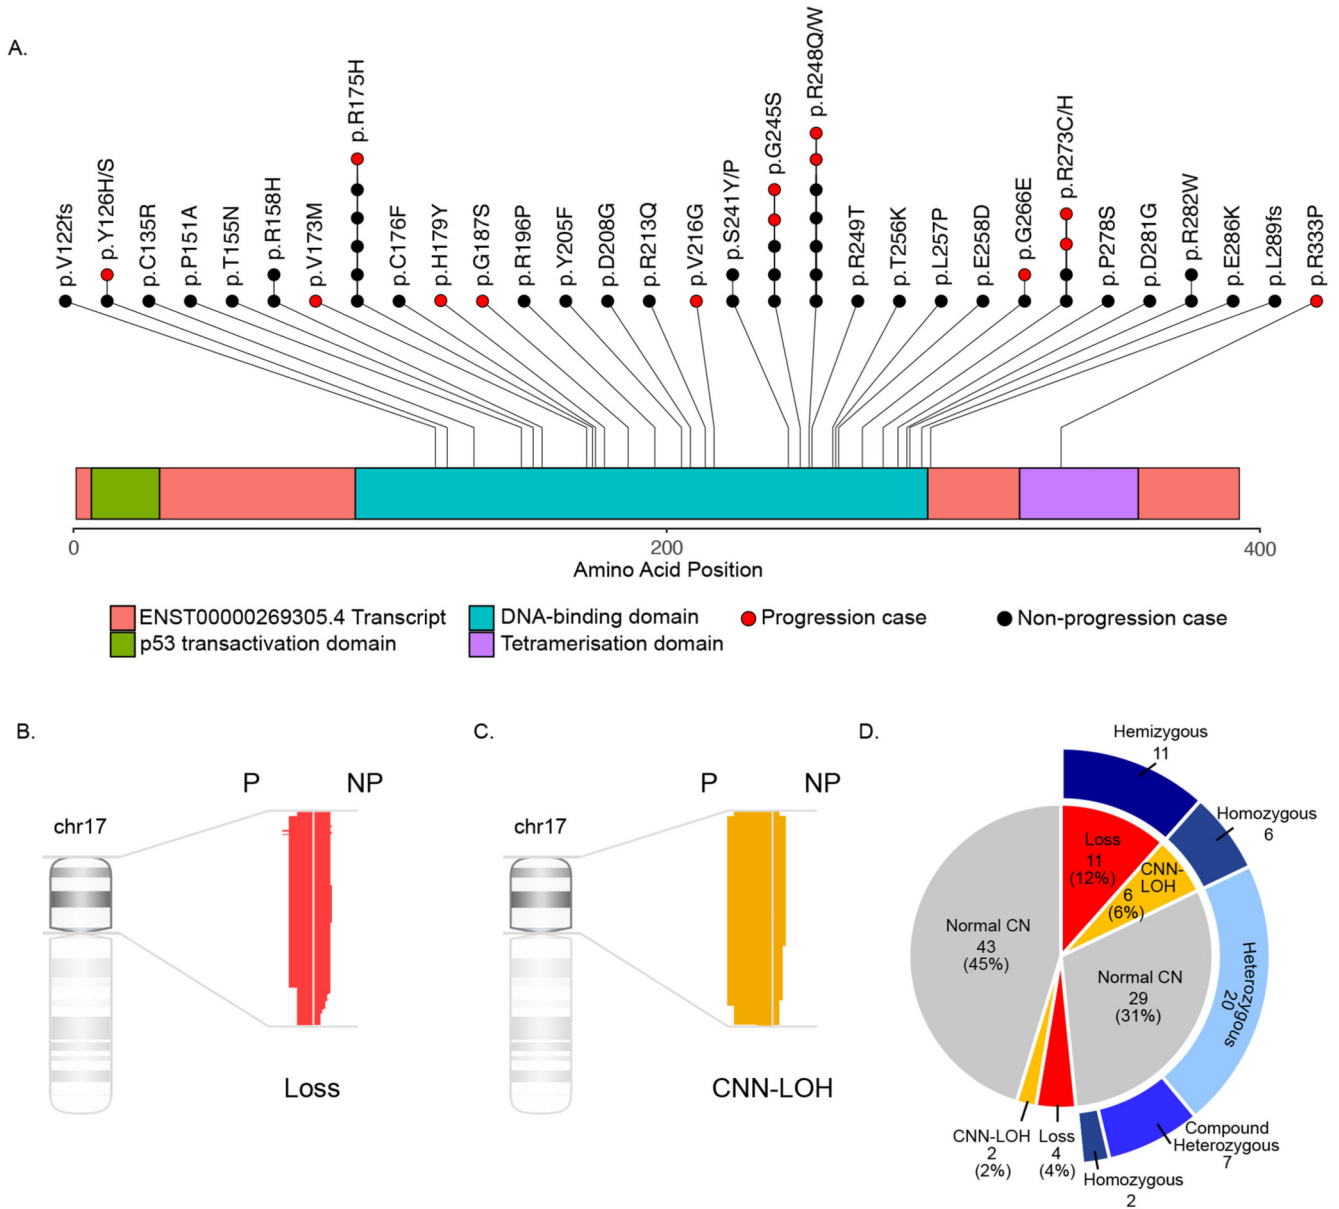 A.
p.V122fs
p.Y126H/S
p.C135R
p.P151A
p.T155N
p.R158H
p.V173M
p.R175H
p.C176F
p.H179Y
p.G187S
p.R196P
p.Y205F
p.D208G
p.R213Q
p.V216G
p.S241Y/P
p.G245S
p.R248Q/W
p.R249T
p.T256K
p.L257P
p.E258D
p.G266E
p.R273C/H
p.P278S
p.D281G
p.R282W
p.E286K
p.L289fs
p.R333P
0
200
400
Amino Acid Position
ENST00000269305.4 Transcript
DNA-binding domain
Progression case
Non-progression case
p53 transactivation domain
Tetramerisation domain
B.
P
NP
chr17
Loss
C.
P
NP
chr17
CNN-LOH
D.
Hemizygous
11
Homozygous
6
Loss
11
(12%)
CNN-
LOH
6
(6%)
Normal CN
43
(45%)
Normal CN
29
(31%)
Heterozygous
20
CNN-LOH
2
(2%)
Loss
4
(4%)
Compound
Heterozygous
7
Homozygous
2